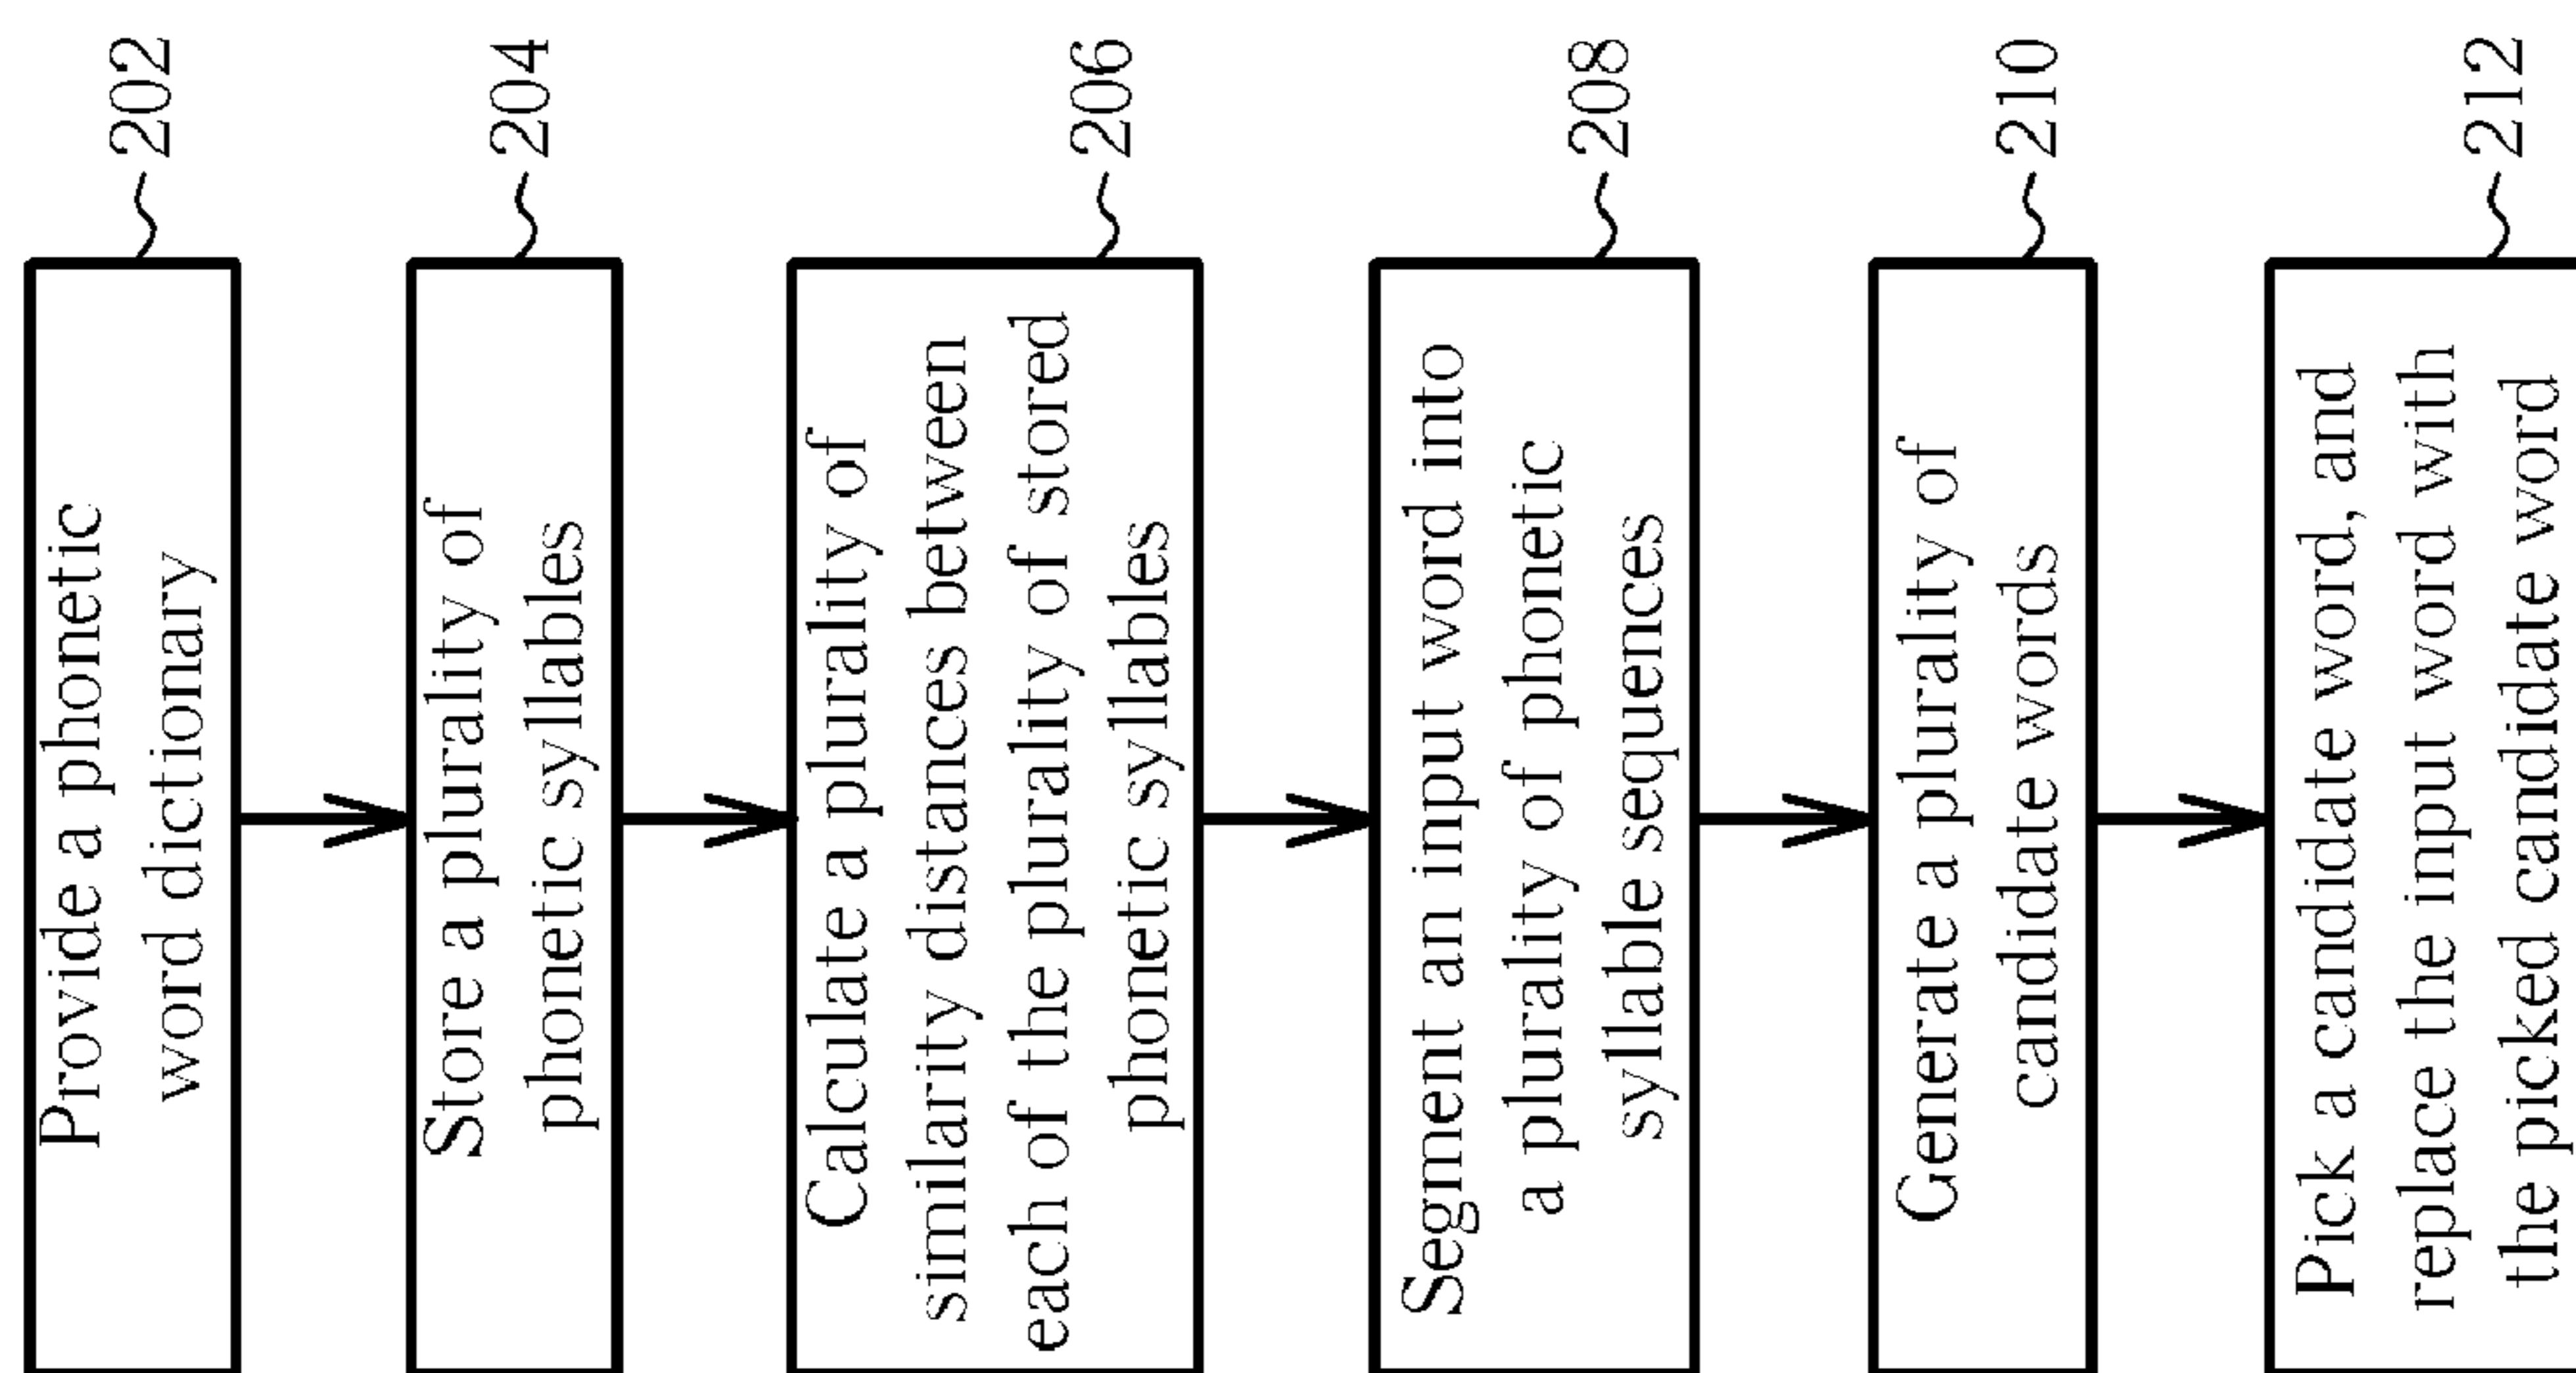 Provide a phonetic
word dictionary
202
Store a plurality of
phonetic syllables
204
Calculate a plurality of
similarity distances between
each of the plurality of stored
phonetic syllables
206
Segment an input word into
a plurality of phonetic
syllable sequences
208
Generate a plurality of
candidate words
210
Pick a candidate word, and
replace the input word with
the picked candidate word
212